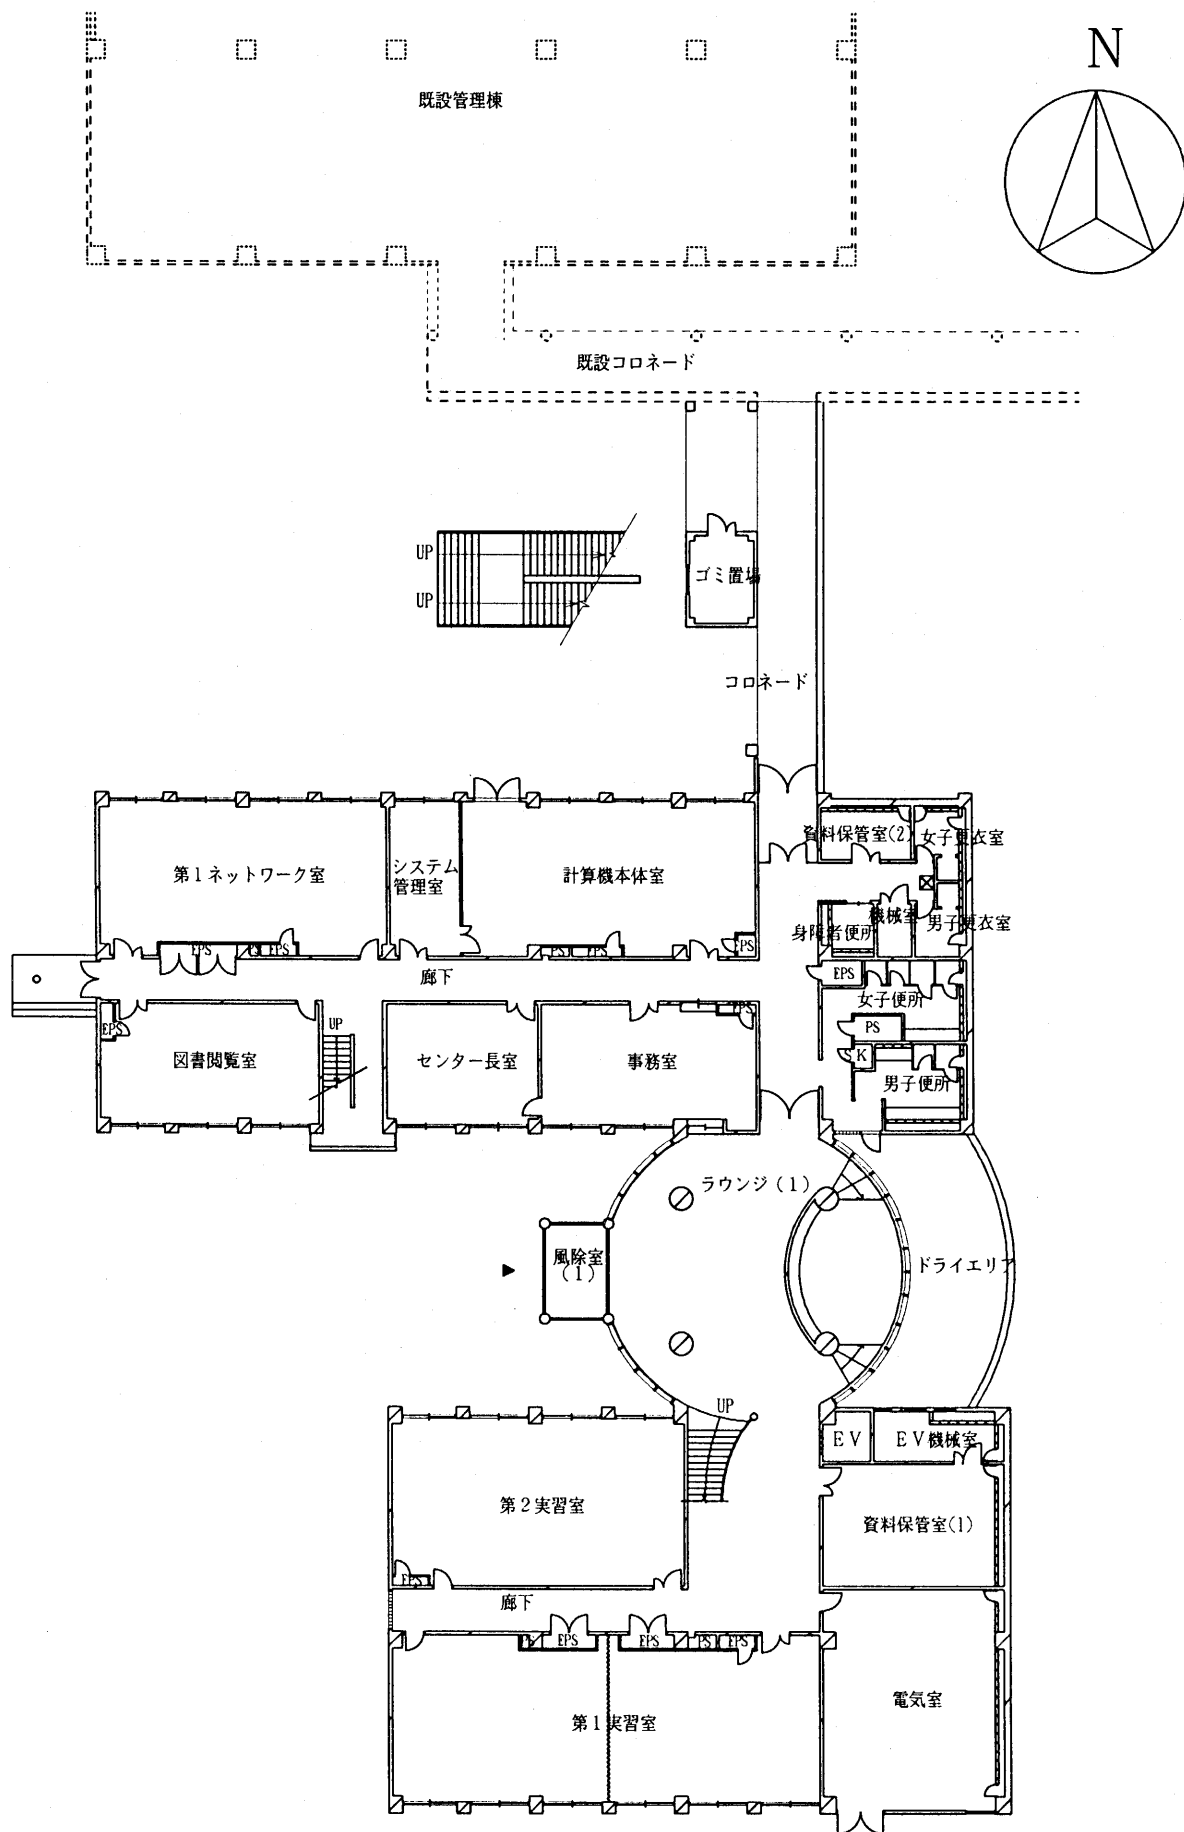 N
既設管理棟
既設コロネード
UP
UP
ゴミ置場
コロネード
資料保管室(2)
女子更衣室
第1ネットワーク室
システム
管理室
計算機本体室
機械室
男子更衣室
身障者便所
EPS
PS
EPS
PS
EPS
PS
廊下
EPS
女子便所
EPS
UP
EPS
PS
図書閲覧室
センター長室
事務室
SK
男子便所
ラウンジ(1)
風除室
(1)
ドライエリア
UP
EV
EV機械室
第2実習室
資料保管室(1)
EPS
廊下
PS
EPS
EPS
PS
EPS
電気室
第1実習室